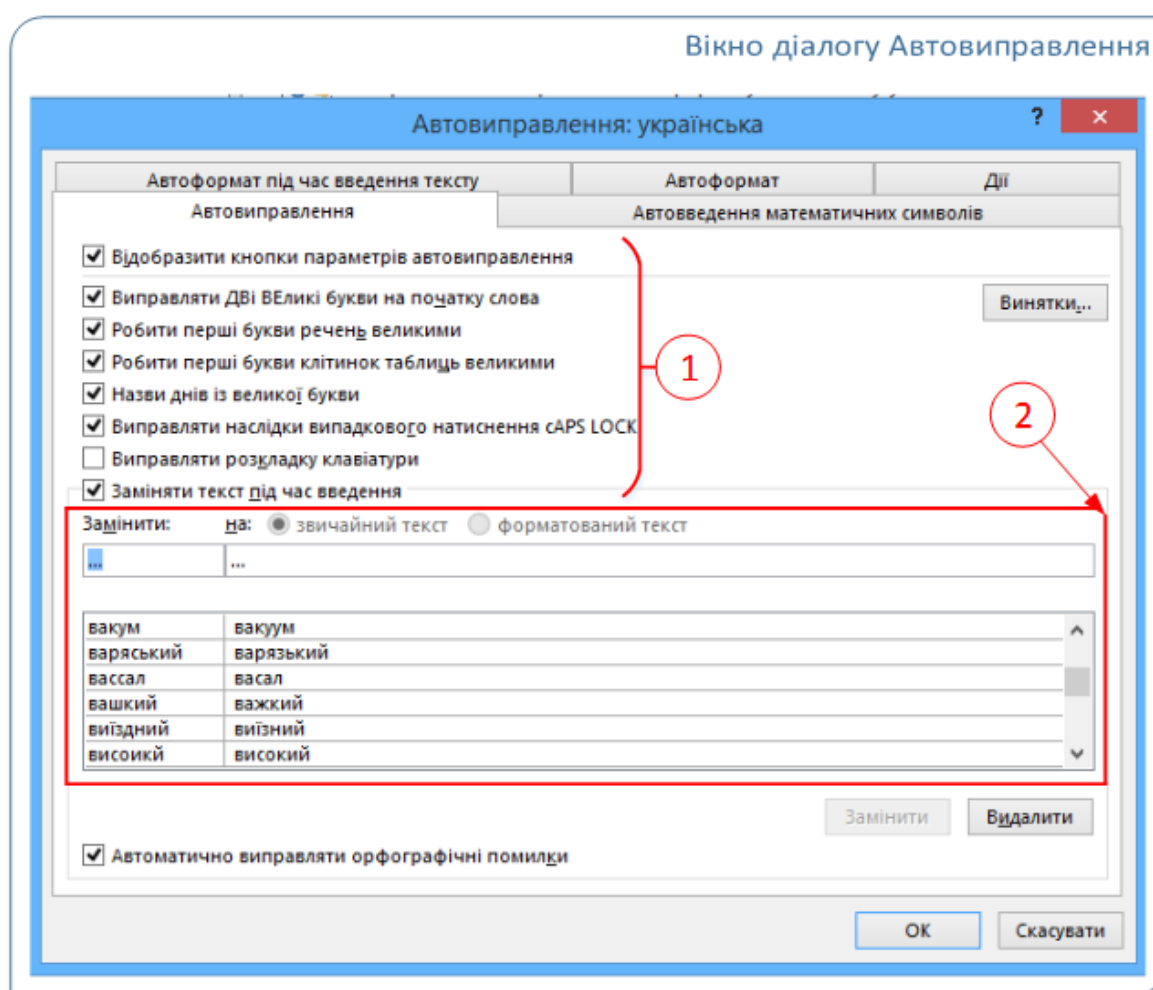 Вікно діалогу Автовиправлення
Автовиправлення: українська
?
×
Автоформат під час введення тексту
Автоформат
Дії
Автовиправлення
Автовведення математичних символів
Відобразити кнопки параметрів автовиправлення
Виправляти ДВі ВЕликі букви на початку слова
Винятки...
Робити перші букви речень великими
Робити перші букви клітинок таблиць великими
1
Назви днів із великої букви
2
Виправляти наслідки випадкового натиснення cAPS LOCK
Виправляти розкладку клавіатури
Заміняти текст під час введення
Замінити: на: звичайний текст форматований текст
... ...
вакум вакуум
варяський варязький
вассал васал
вашкий важкий
виїздний виїзний
висоикй високий
Замінити Видалити
Автоматично виправляти орфографічні помилки
ОК Скасувати